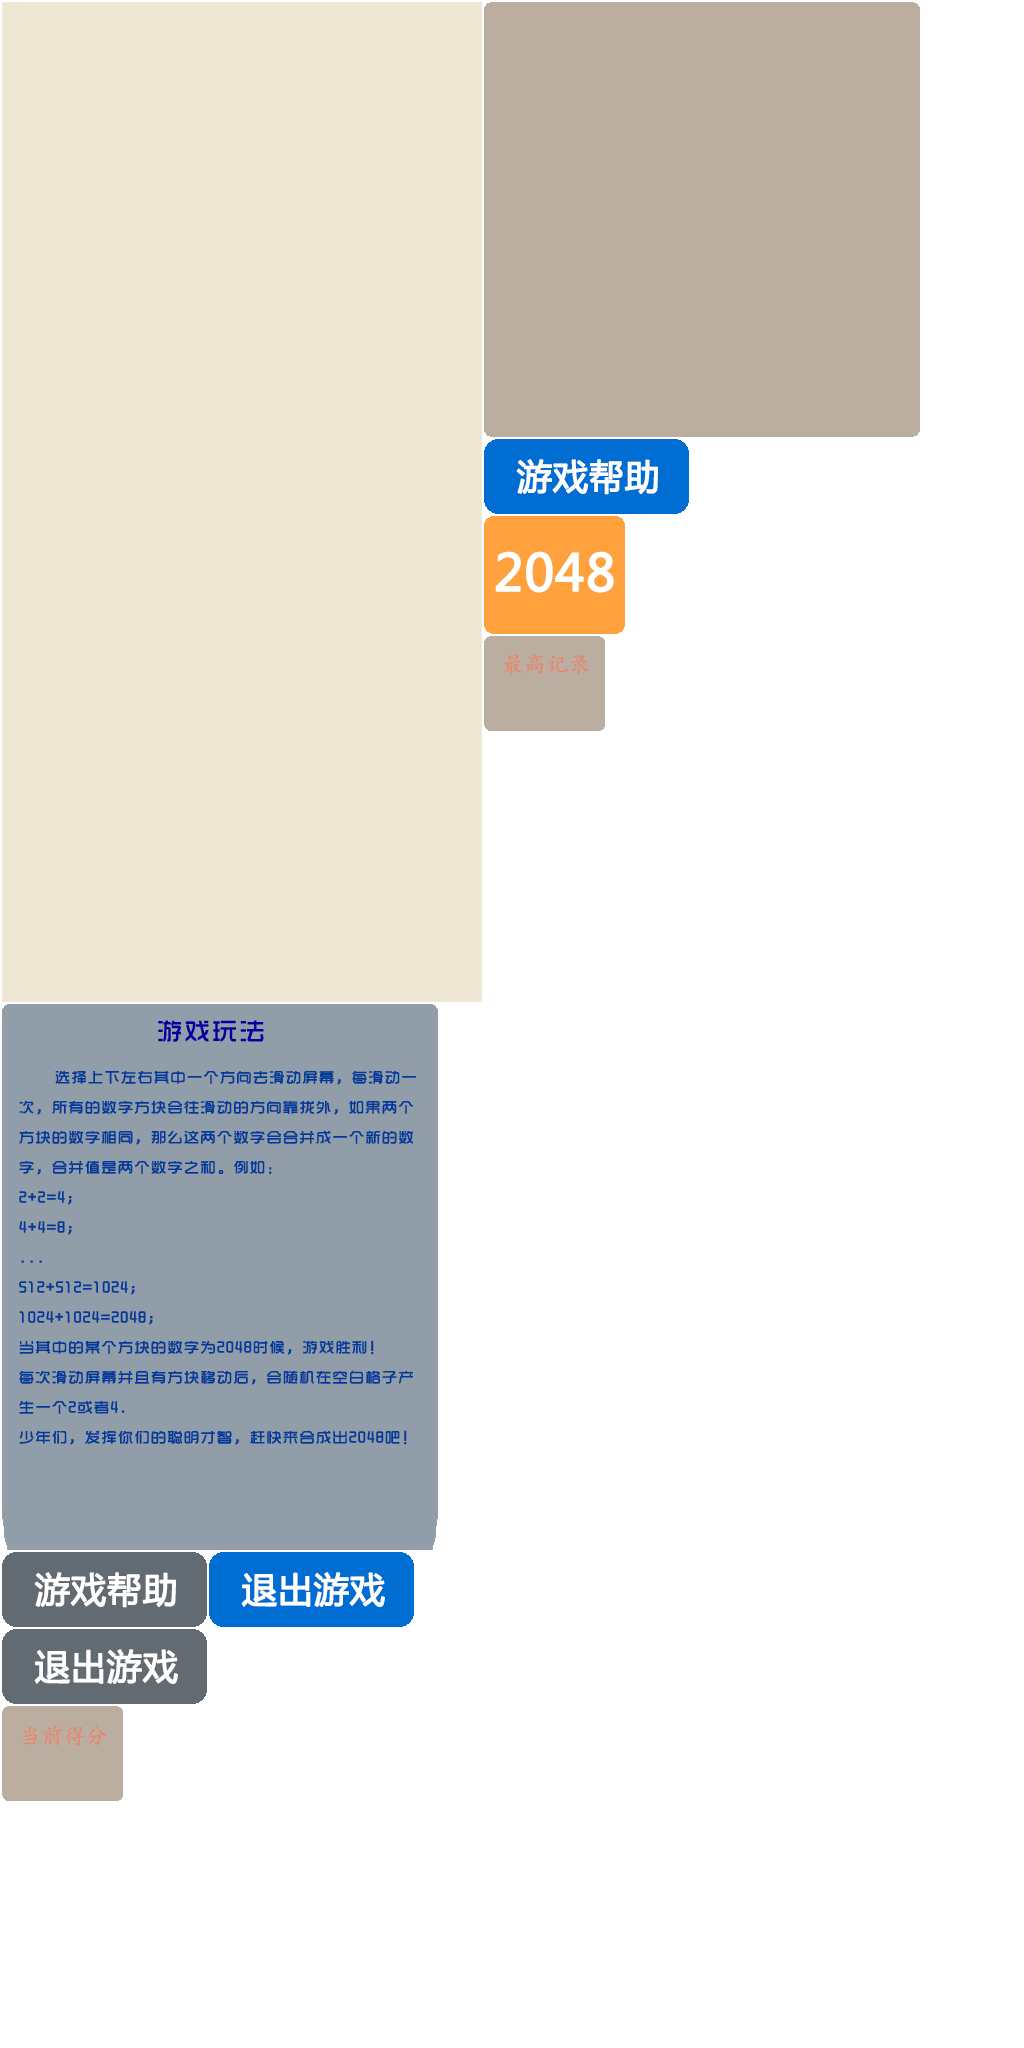 游戏帮助
2048
最高记录
游戏玩法
选择上下左右其中一个方向去滑动屏幕，每滑动一
次，所有的数字方块会往滑动的方向靠拢外，如果两个
方块的数字相同，那么这两个数字会合并成一个新的数
字，合并值是两个数字之和。例如：
2+2=4;
4+4=8;
...
512+512=1024;
1024+1024=2048;
当其中的某个方块的数字为2048时候，游戏胜利！
每次滑动屏幕并且有方块移动后，会随机在空白格子产
生一个2或者4.
少年们，发挥你们的聪明才智，赶快来合成出2048吧！
游戏帮助
退出游戏
退出游戏
当前得分